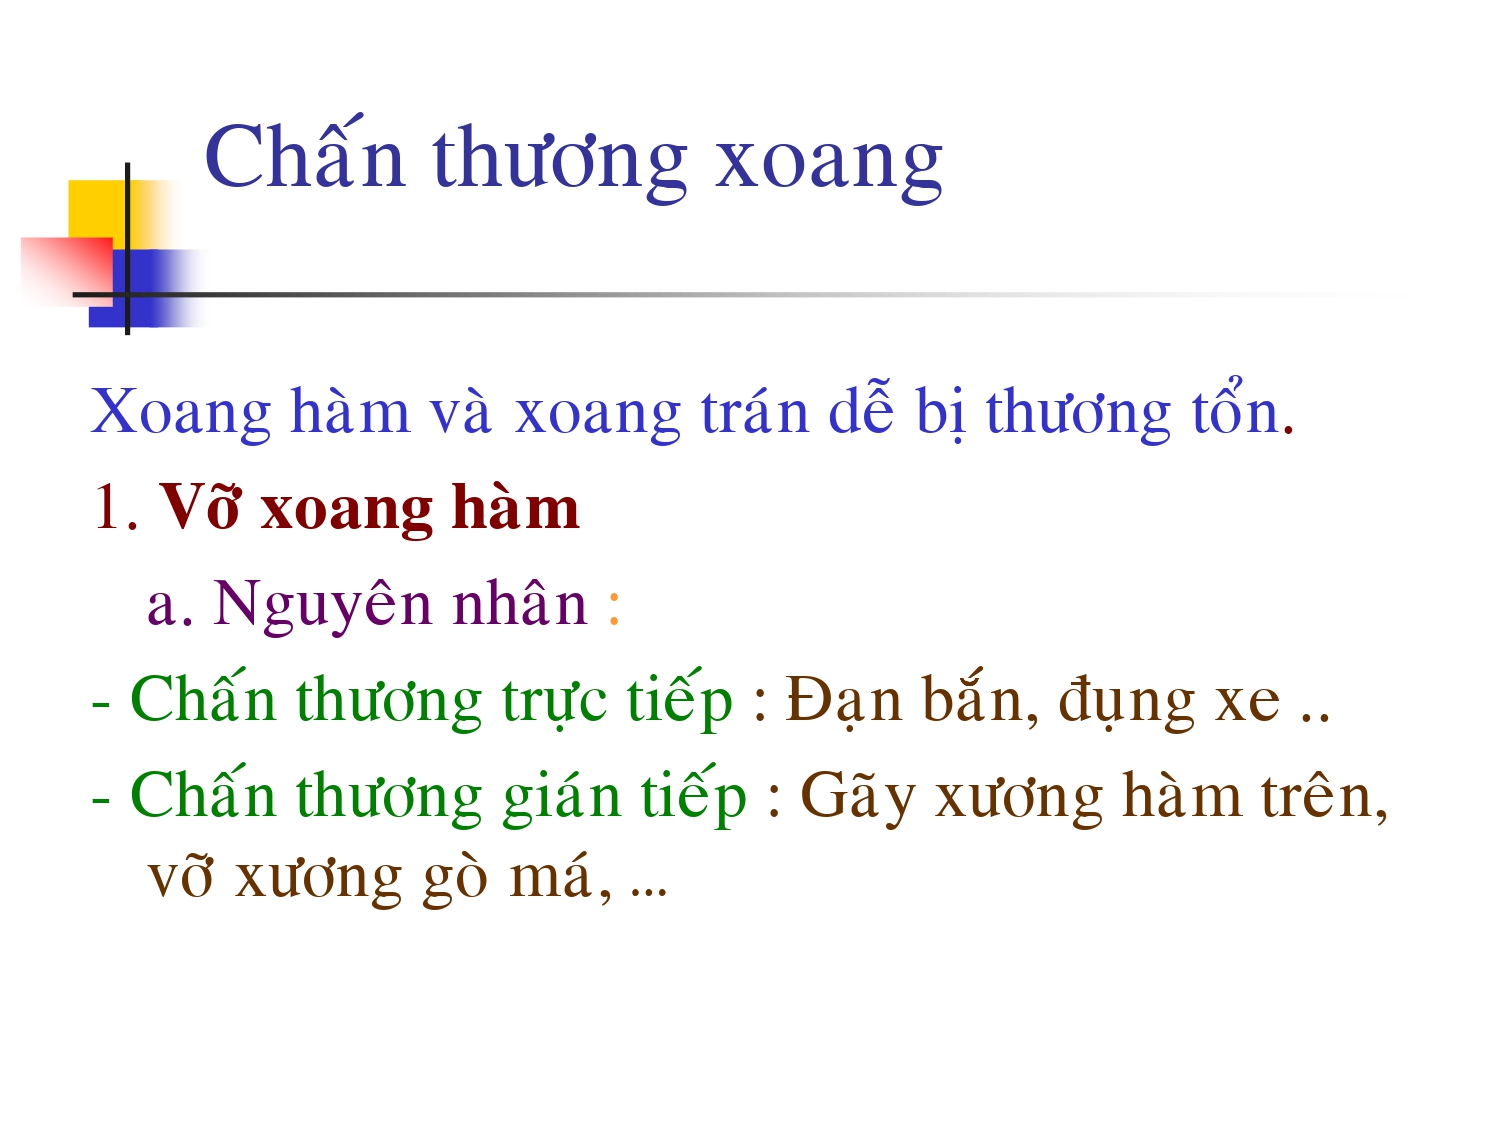 Chấn thương xoang
Xoang hàm và xoang trán dễ bị thương tổn.
1. Vỡ xoang hàm
a. Nguyên nhân :
- Chấn thương trực tiếp : Đạn bắn, đụng xe ..
- Chấn thương gián tiếp : Gãy xương hàm trên,
vỡ xương gò má, ...